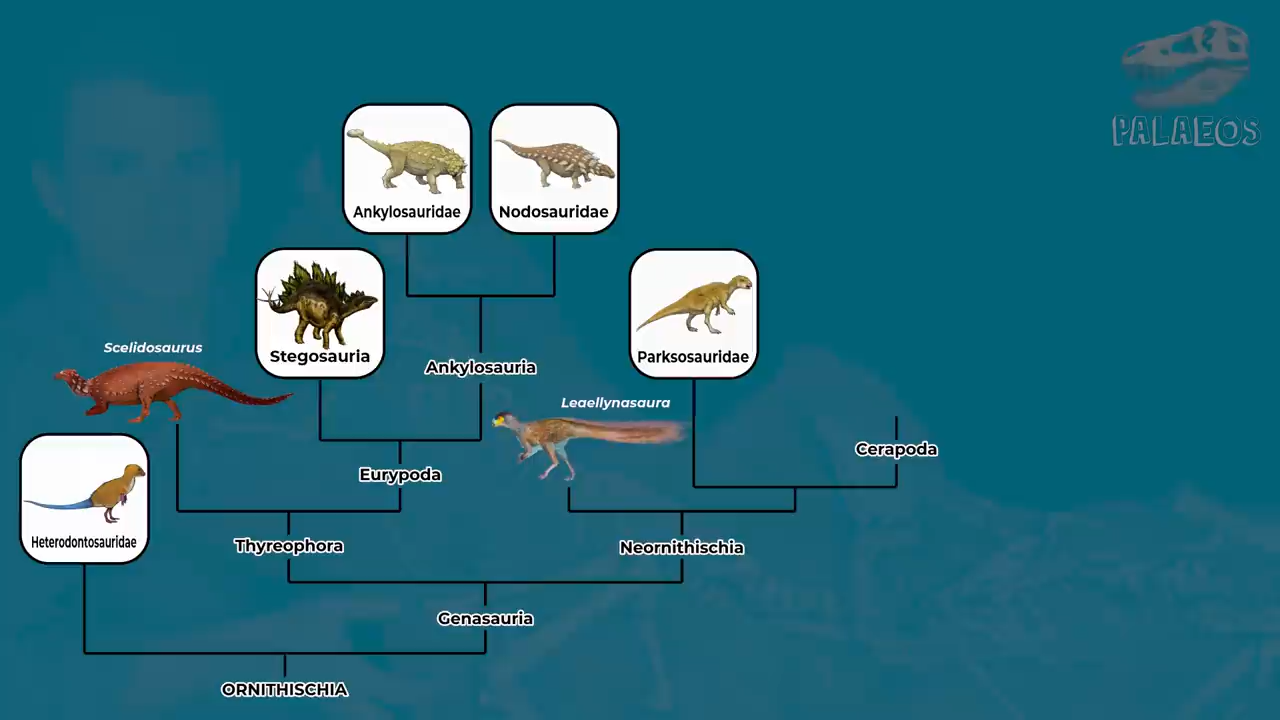 PALAEOS
Ankylosauridae
Nodosauridae
Scelidosaurus
Stegosauria
Ankylosauria
Parksosauridae
Leaellynasaura
Cerapoda
Eurypoda
Heterodontosauridae
Thyreophora
Neornithischia
Genasauria
ORNITHISCHIA